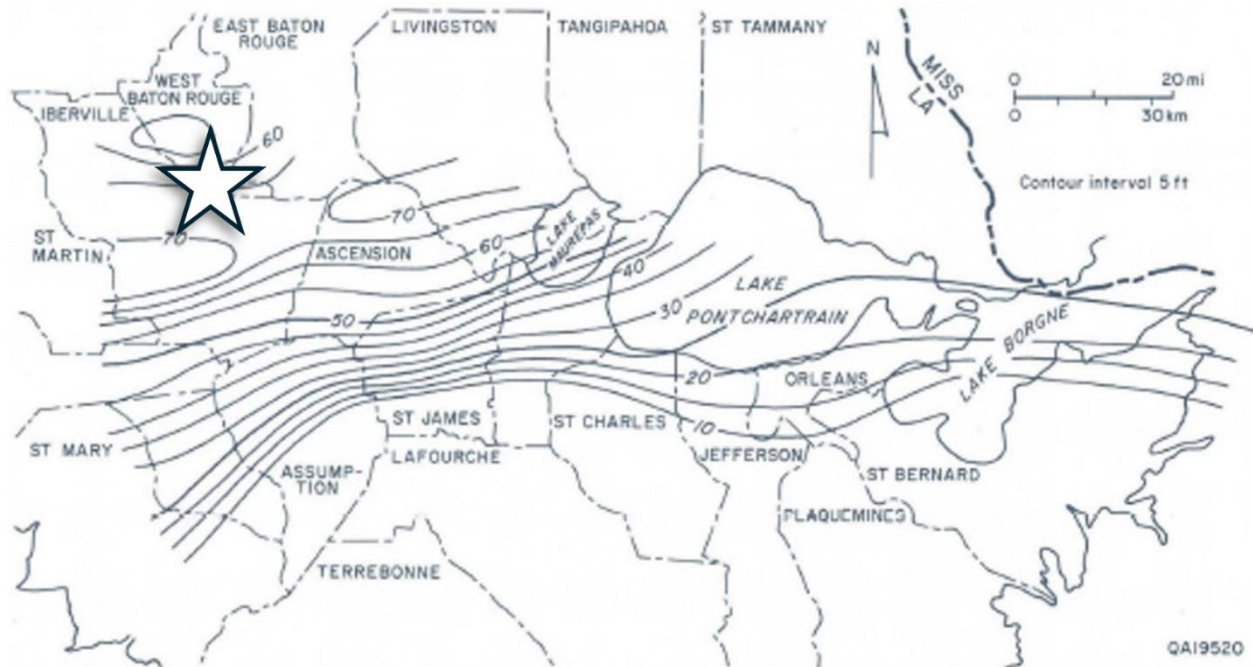 EAST BATON
ROUGE
LIVINGSTON
TANGIPAHOA
ST TAMMANY
N
MISS
LA
0
20 mi
0
30 km
Contour interval 5 ft
WEST
BATON ROUGE
IBERVILLE
60
70
ST
MARTIN
70
ASCENSION
60
LAKE
MAUREPAS
40
LAKE
PONTCHARTRAIN
30
50
20
ORLEANS
LAKE BORGNE
10
ST MARY
ST JAMES
ST CHARLES
JEFFERSON
LAFOURCHE
ASSUMP-
TION
ST BERNARD
PLAQUEMINES
TERREBONNE
QA19520